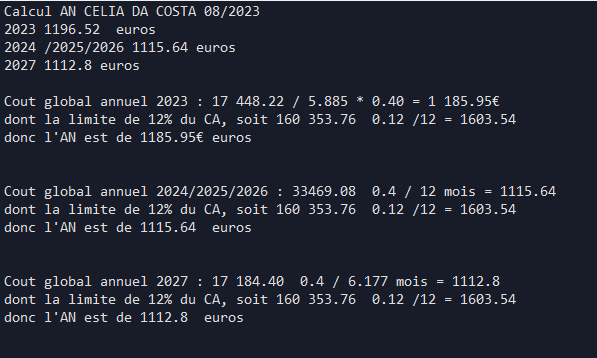 Calcul AN CELIA DA COSTA 08/2023
2023 1196.52  euros
2024 /2025/2026 1115.64 euros
2027 1112.8 euros
Cout global annuel 2023 : 17 448.22 / 5.885 * 0.40 = 1 185.95€
dont la limite de 12% du CA, soit 160 353.76  0.12 /12 = 1603.54
donc l'AN est de 1185.95€ euros
Cout global annuel 2024/2025/2026 : 33469.08  0.4 / 12 mois = 1115.64
dont la limite de 12% du CA, soit 160 353.76  0.12 /12 = 1603.54
donc l'AN est de 1115.64  euros
Cout global annuel 2027 : 17 184.40  0.4 / 6.177 mois = 1112.8
dont la limite de 12% du CA, soit 160 353.76  0.12 /12 = 1603.54
donc l'AN est de 1112.8  euros